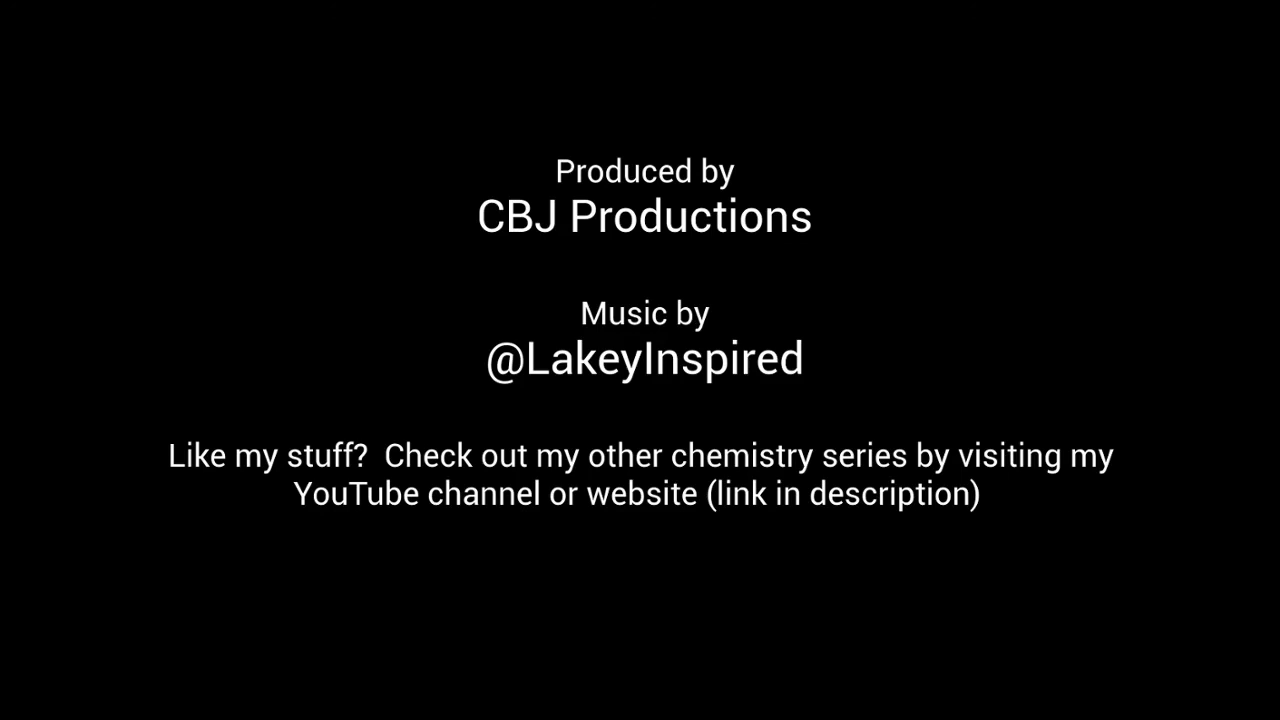 Produced by
CBJ Productions
Music by
@LakeyInspired
Like my stuff?  Check out my other chemistry series by visiting my
YouTube channel or website (link in description)